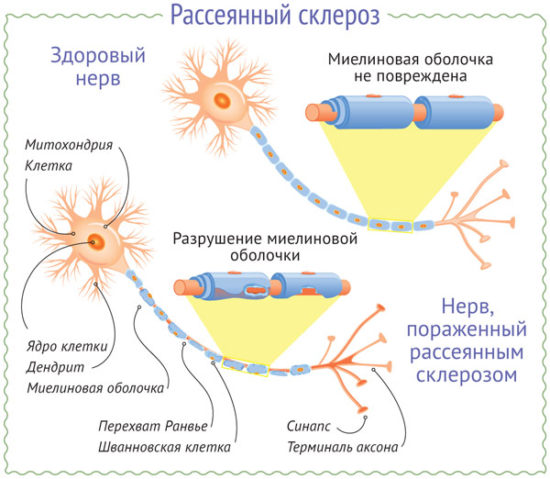 Рассеянный склероз
Здоровый
нерв
Миелиновая оболочка
не повреждена
Митохондрия
Клетка
Разрушение миелиновой
оболочки
Нерв,
пораженный
рассеянным
склерозом
Ядро клетки
Дендрит
Миелиновая оболочка
Перехват Ранвье
Шванновская клетка
Синапс
Терминаль аксона